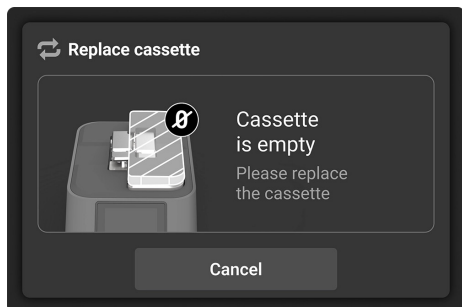 Replace cassette
Cassette
is empty
Please replace
the cassette
Cancel